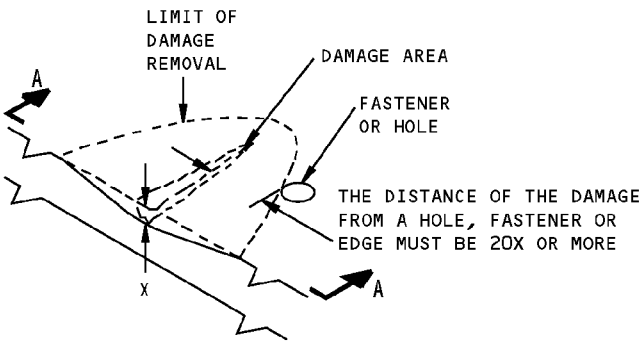 LIMIT OF
DAMAGE
REMOVAL
DAMAGE AREA
A
FASTENER
OR HOLE
THE DISTANCE OF THE DAMAGE
FROM A HOLE, FASTENER OR
EDGE MUST BE 20X OR MORE
X
A